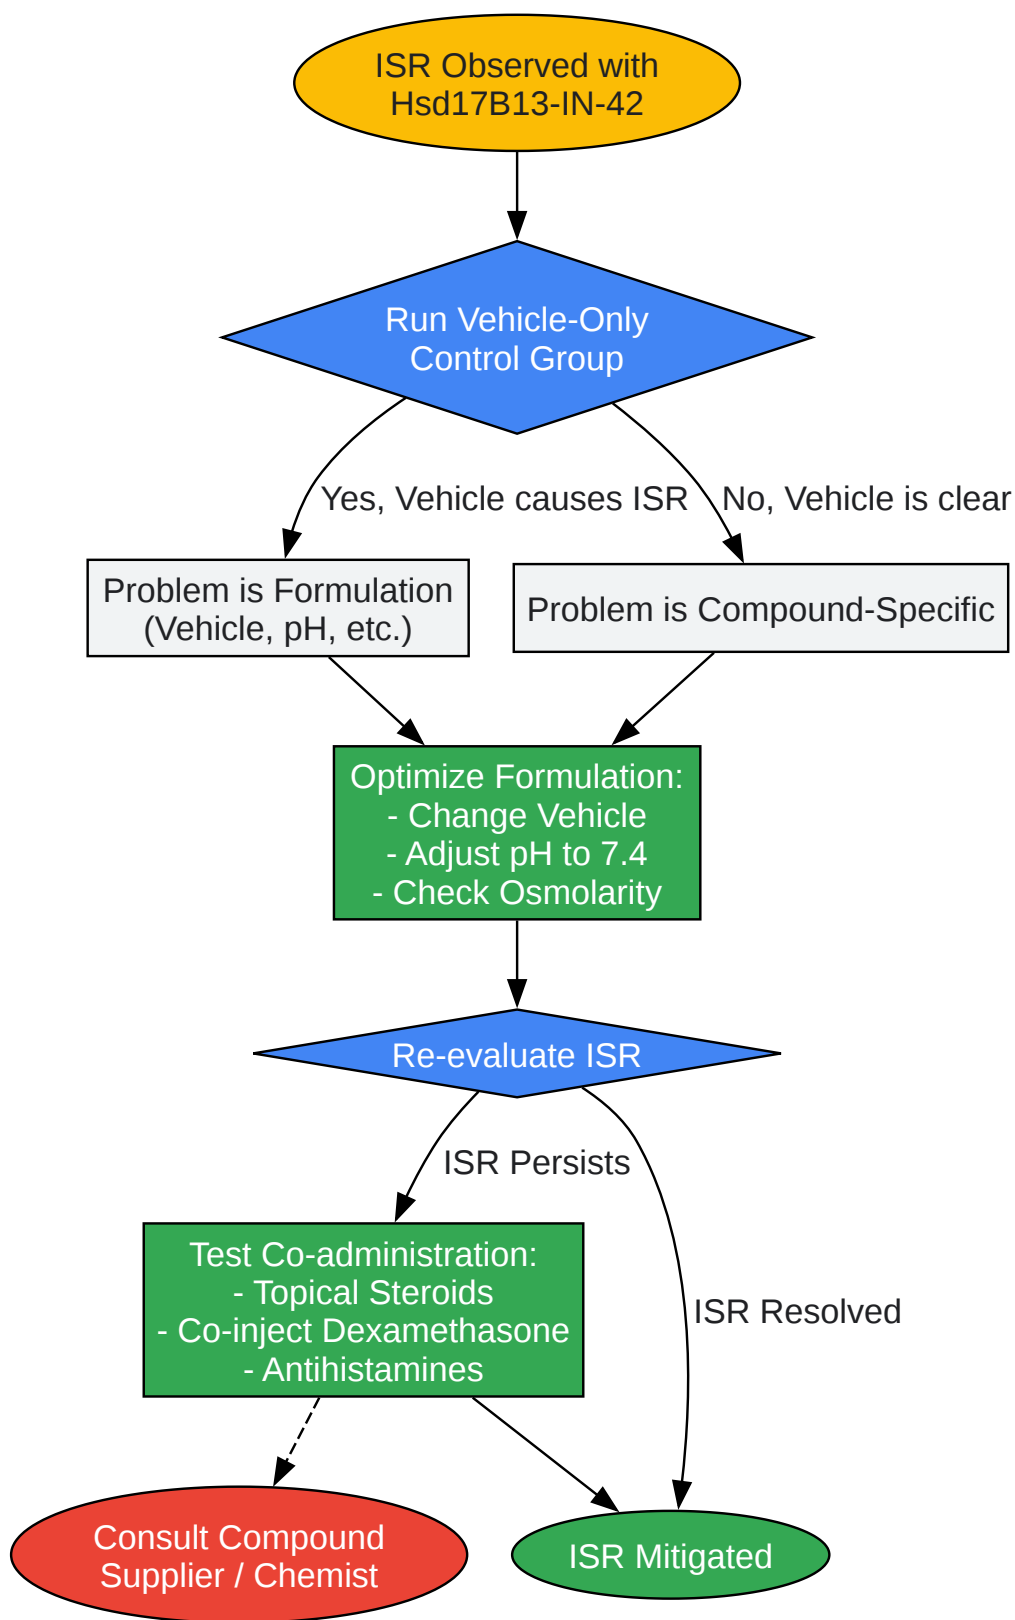 ISR Observed with
Hsd17B13-IN-42
Run Vehicle-Only
Control Group
Yes, Vehicle causes ISR
No, Vehicle is clear
Problem is Formulation
(Vehicle, pH, etc.)
Problem is Compound-Specific
Optimize Formulation:
- Change Vehicle
- Adjust pH to 7.4
- Check Osmolarity
Re-evaluate ISR
ISR Persists
Test Co-administration:
- Topical Steroids
- Co-inject Dexamethasone
- Antihistamines
ISR Resolved
Consult Compound
Supplier / Chemist
ISR Mitigated